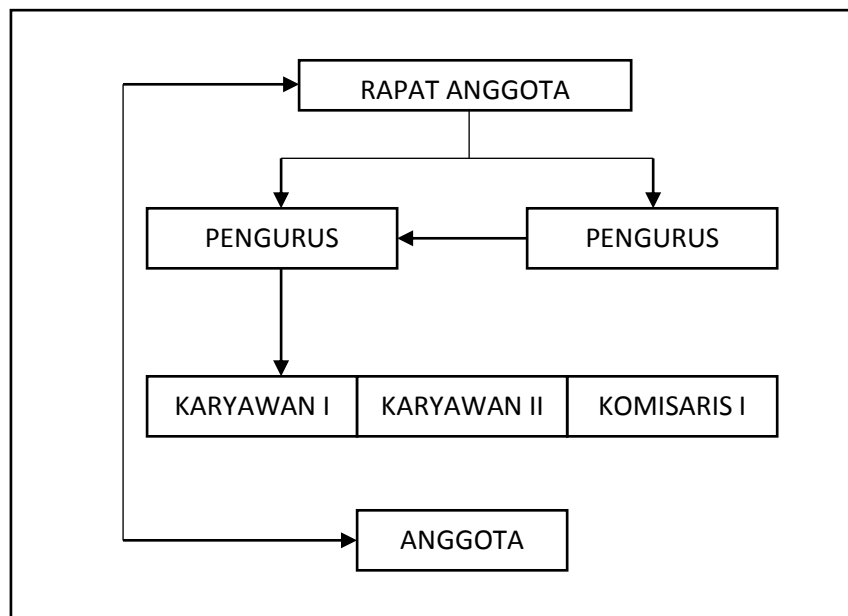 RAPAT ANGGOTA
PENGURUS
PENGURUS
KARYAWAN I
KARYAWAN II
KOMISARIS I
ANGGOTA